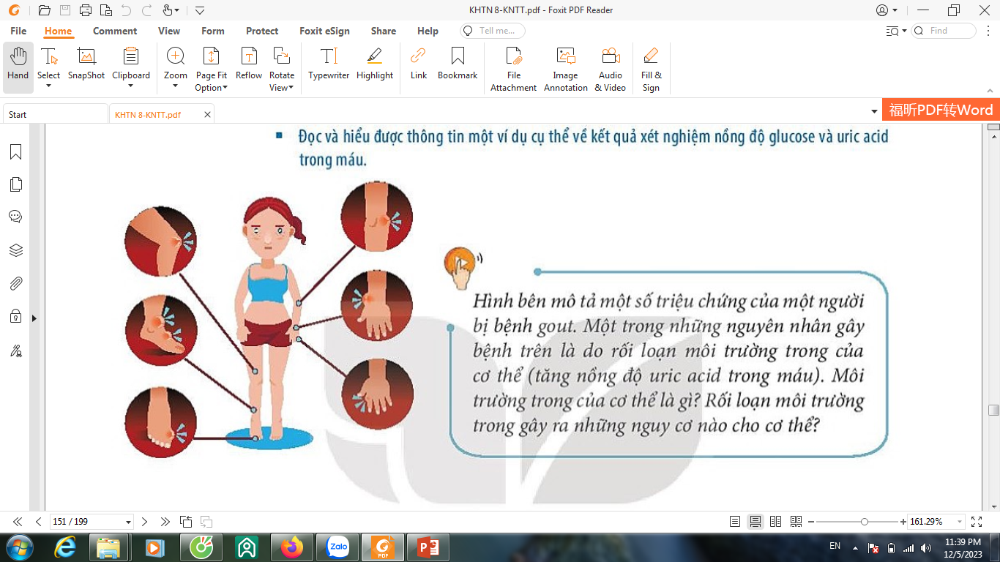 KHTN 8-KNTT.pdf - Foxit PDF Reader
File Home Comment View Form Protect Foxit eSign Share Help Tell me... Find
Hand Select SnapShot Clipboard Zoom Page Fit Option Reflow Rotate View Typewriter Highlight Link Bookmark File Attachment Image Annotation Audio & Video Fill & Sign
Start KHTN 8-KNTT.pdf 福昕PDF转Word
Đọc và hiểu được thông tin một ví dụ cụ thể về kết quả xét nghiệm nồng độ glucose và uric acid
trong máu.
Hình bên mô tả một số triệu chứng của một người
bị bệnh gout. Một trong những nguyên nhân gây
bệnh trên là do rối loạn môi trường trong của
cơ thể (tăng nồng độ uric acid trong máu). Môi
trường trong của cơ thể là gì? Rối loạn môi trường
trong gây ra những nguy cơ nào cho cơ thể?
151 / 199 161.29%
Zalo PDF EN 11:39 PM
12/5/2023